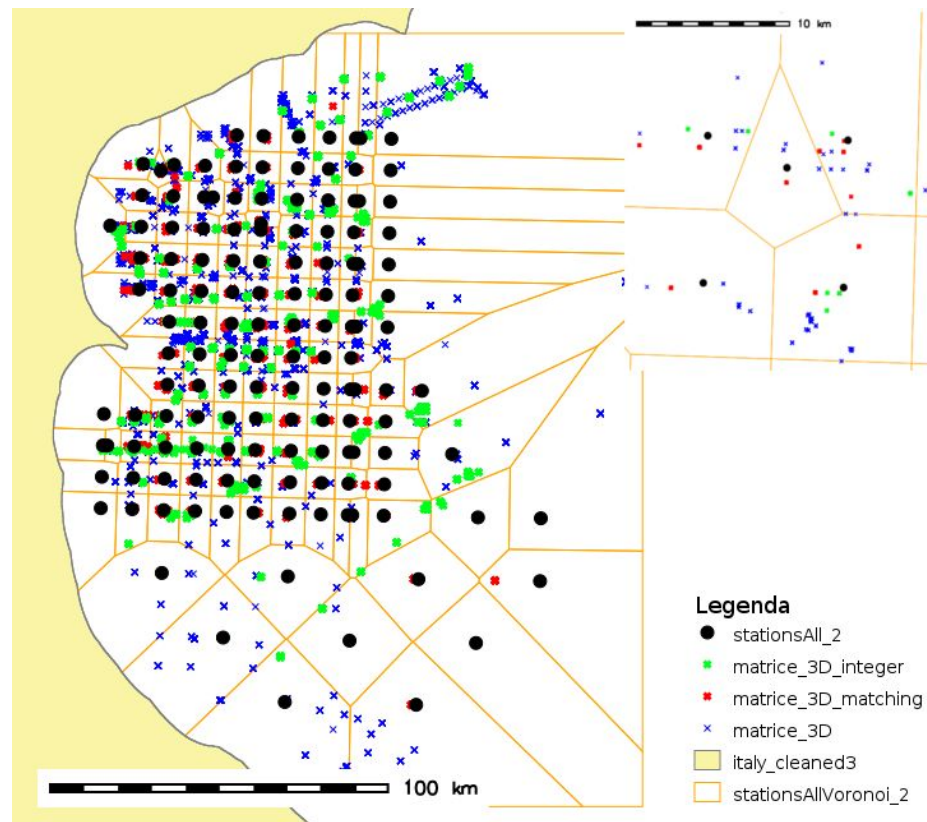 10 km
Legenda
stationsAll_2
matrice_3D_integer
matrice_3D_matching
matrice_3D
italy_cleaned3
stationsAllVoronoi_2
100 km